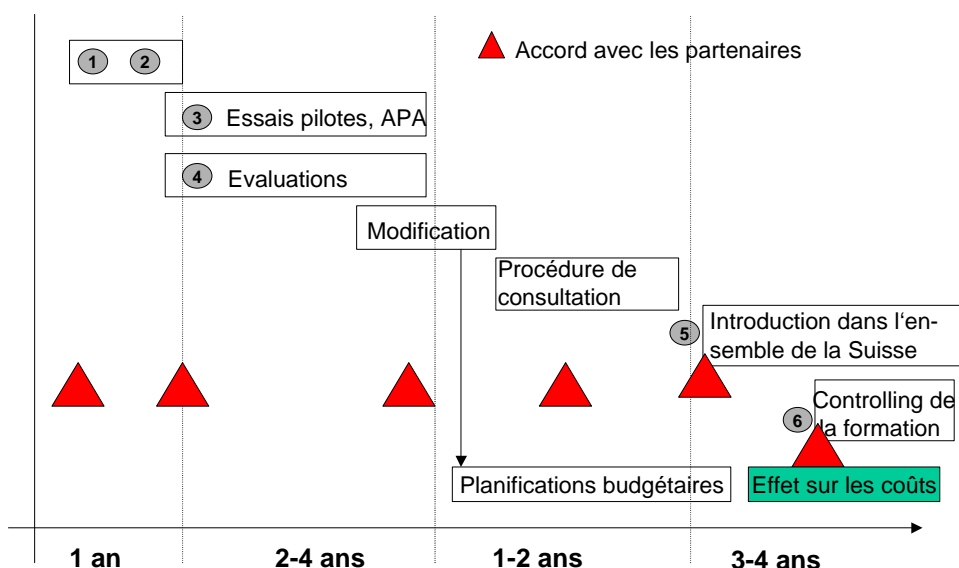 1 2
Accord avec les partenaires
3 Essais pilotes, APA
4 Evaluations
Modification
Procédure de
consultation
5
Introduction dans l‘en-
semble de la Suisse
6
Controlling de
la formation
Planifications budgétaires
Effet sur les coûts
1 an 2-4 ans 1-2 ans 3-4 ans